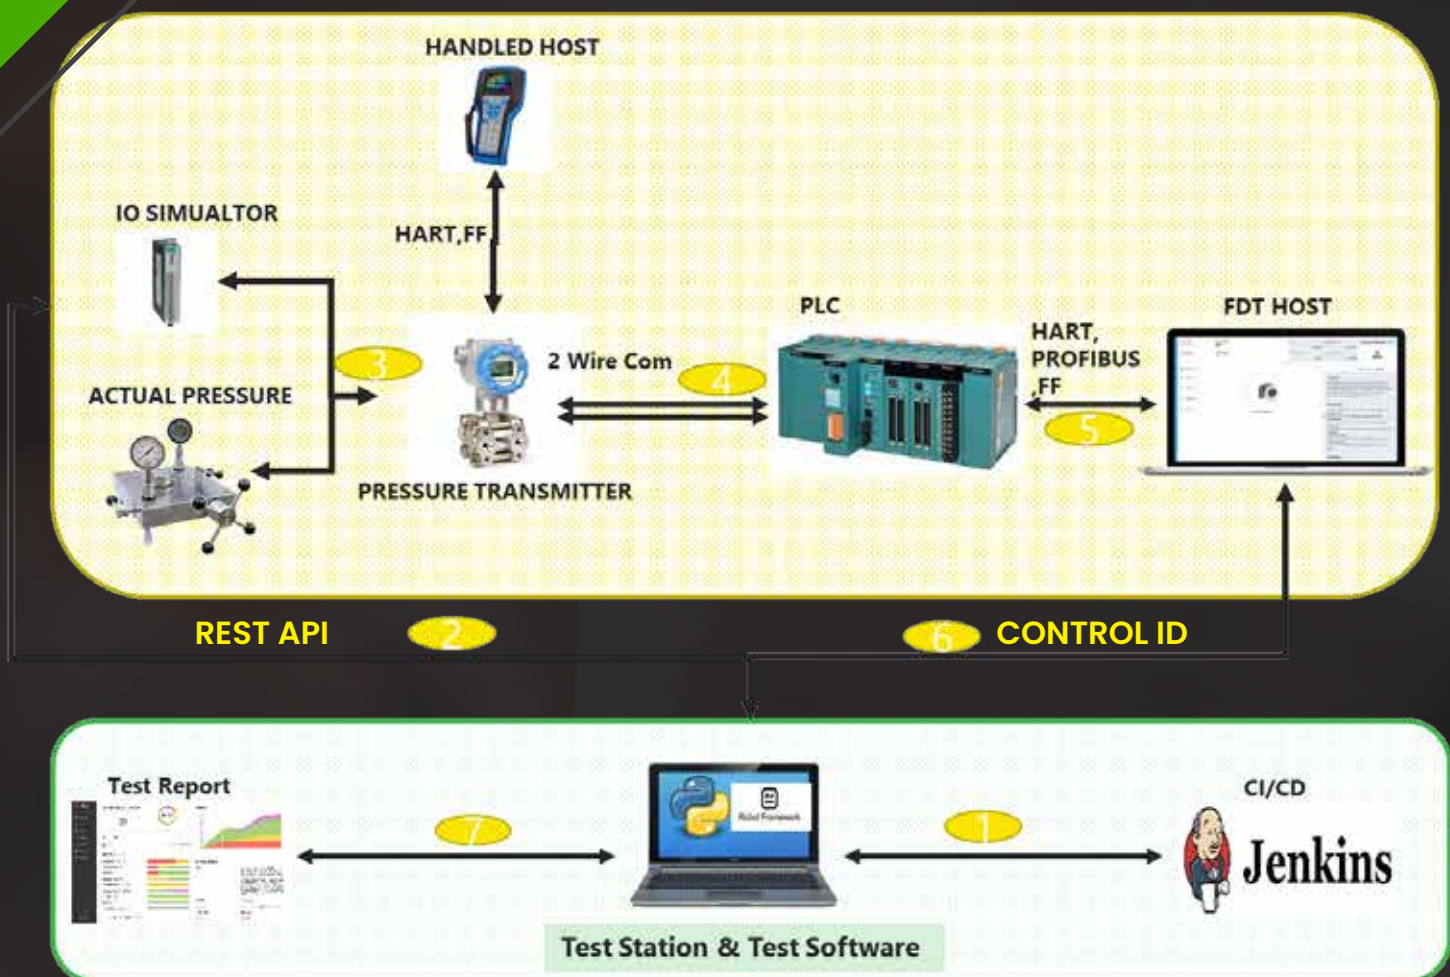 HANDLED HOST
IO SIMUALTOR
HART,FF
PLC
FDT HOST
HART,
PROFIBUS
,FF
3
2 Wire Com
4
ACTUAL PRESSURE
5
PRESSURE TRANSMITTER
REST API
2
6
CONTROL ID
Test Report
CI/CD
Robot Framework
7
1
Jenkins
Test Station & Test Software